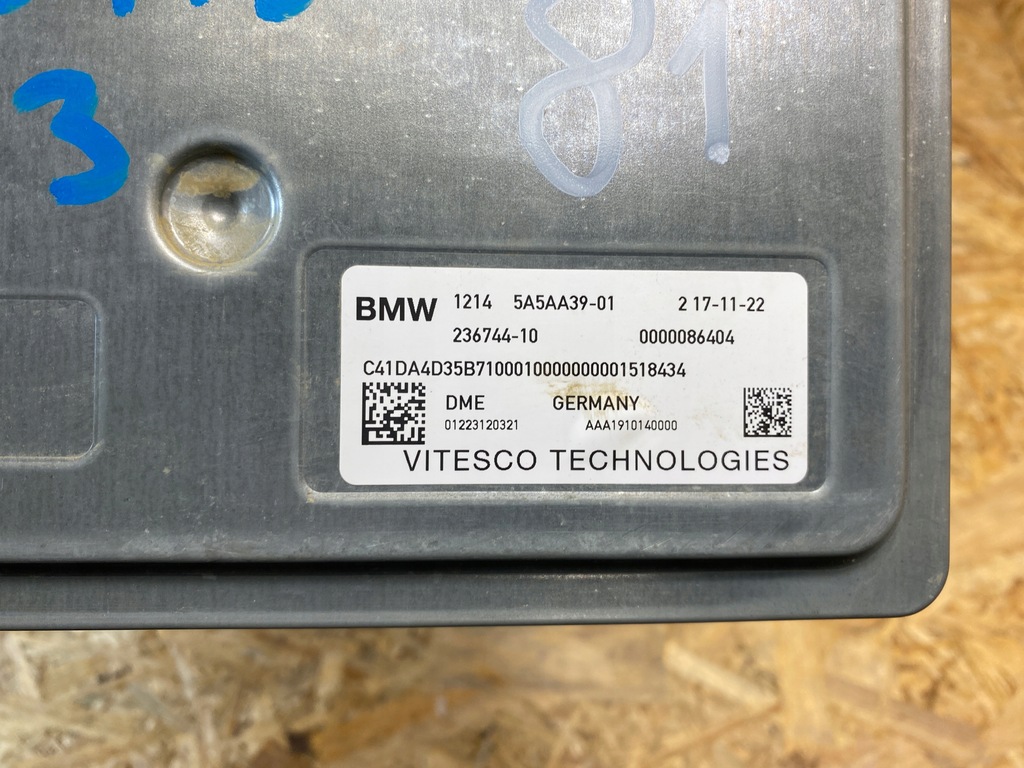 3
81
BMW 1214 5A5AA39-01 2 17-11-22
236744-10 0000086404
C41DA4D35B7100010000000001518434
DME GERMANY
01223120321 AAA1910140000
VITESCO TECHNOLOGIES